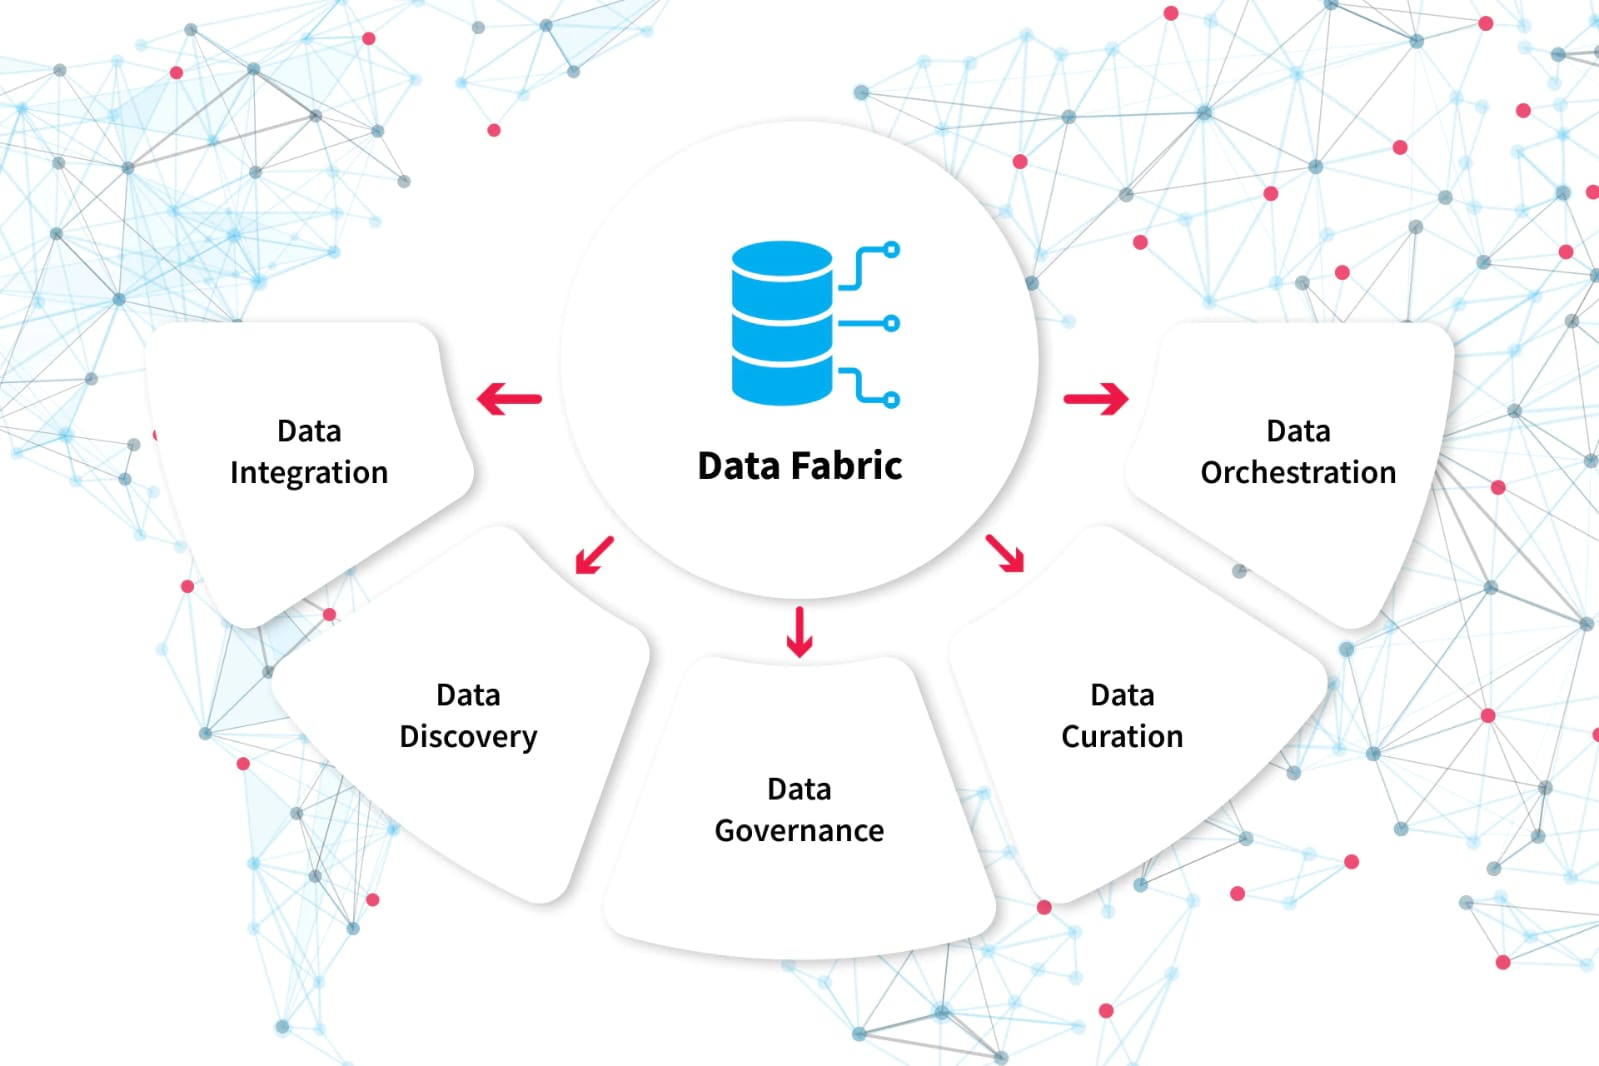 Data Fabric
Data
Integration
Data
Discovery
Data
Governance
Data
Curation
Data
Orchestration